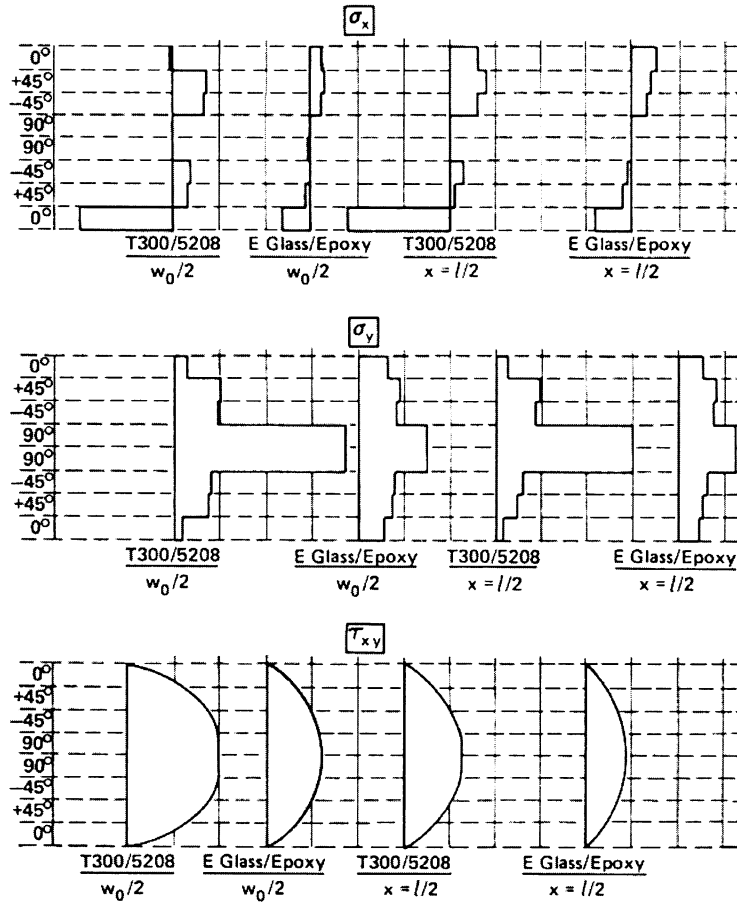 σx
0°
+45°
−45°
90°
90°
−45°
+45°
0°
T300/5208 E Glass/Epoxy T300/5208 E Glass/Epoxy
w0/2 w0/2 x = l/2 x = l/2
σy
0°
+45°
−45°
90°
90°
−45°
+45°
0°
T300/5208 E Glass/Epoxy T300/5208 E Glass/Epoxy
w0/2 w0/2 x = l/2 x = l/2
τxy
0°
+45°
−45°
90°
90°
−45°
+45°
0°
T300/5208 E Glass/Epoxy T300/5208 E Glass/Epoxy
w0/2 w0/2 x = l/2 x = l/2